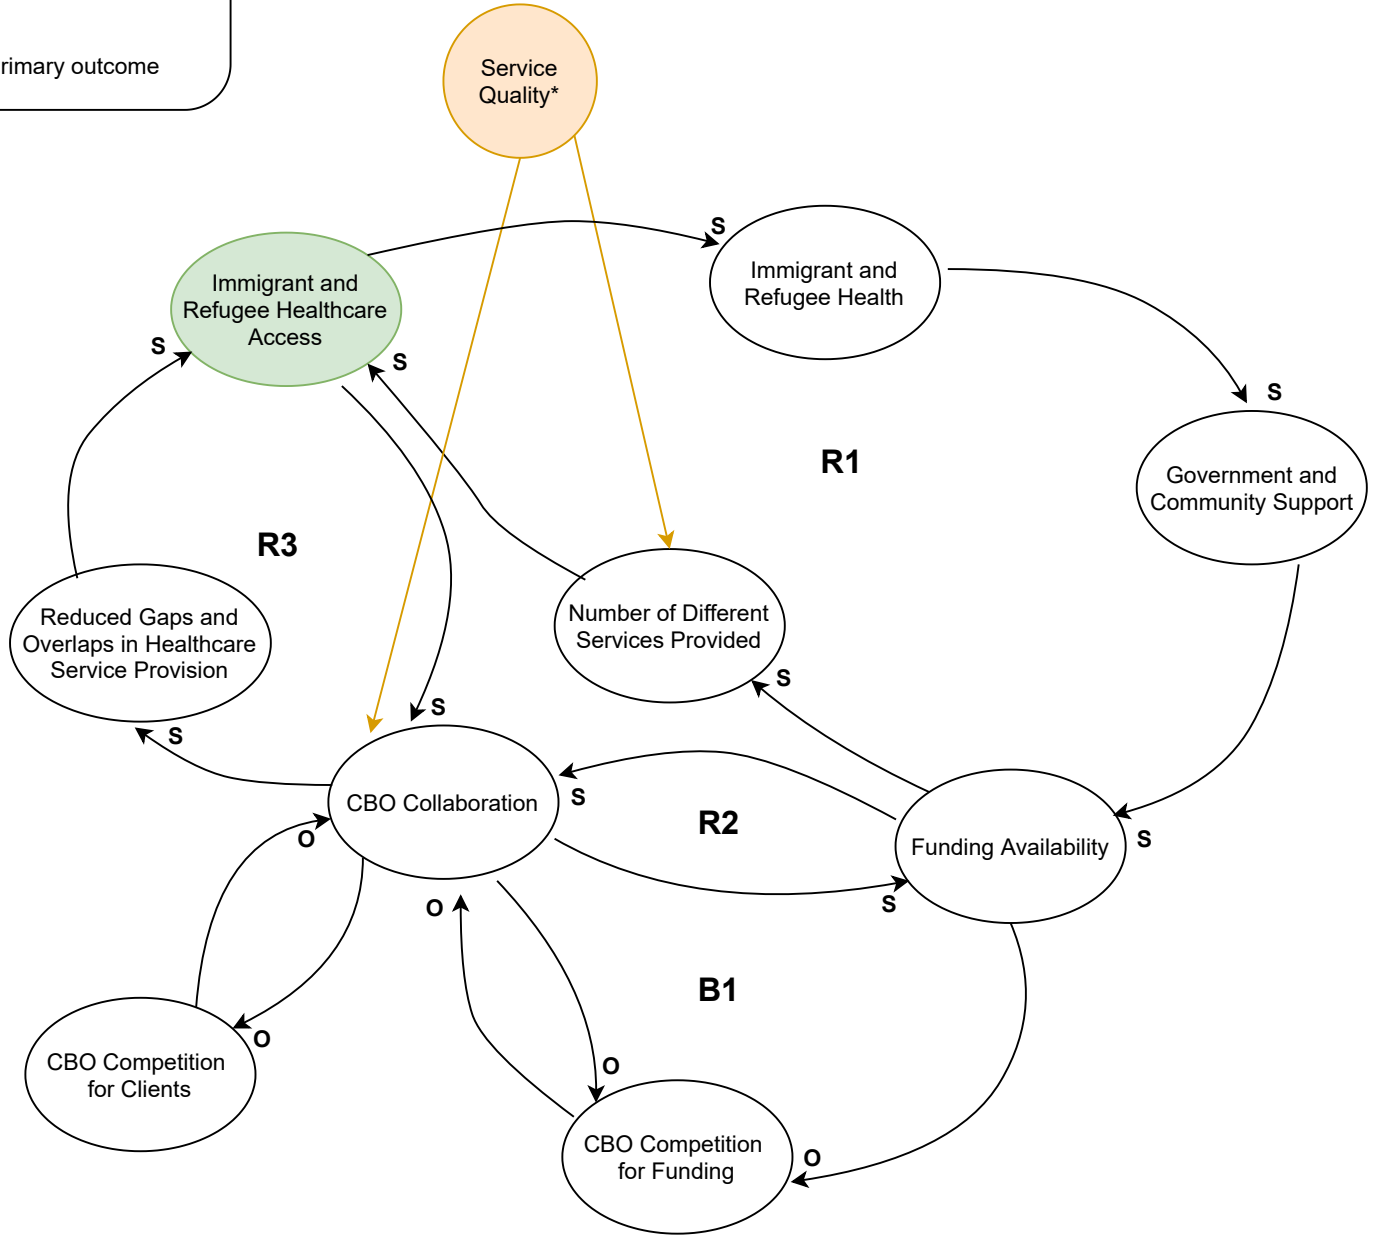 primary outcome
Service
Quality*
S
Immigrant and
Refugee Health
Immigrant and
Refugee Healthcare
Access
S
S
S
R1
Government and
Community Support
R3
Reduced Gaps and
Overlaps in Healthcare
Service Provision
Number of Different
Services Provided
S
S
S
CBO Collaboration
S
R2
Funding Availability
S
O
S
O
B1
O
CBO Competition
for Clients
O
CBO Competition
for Funding
O